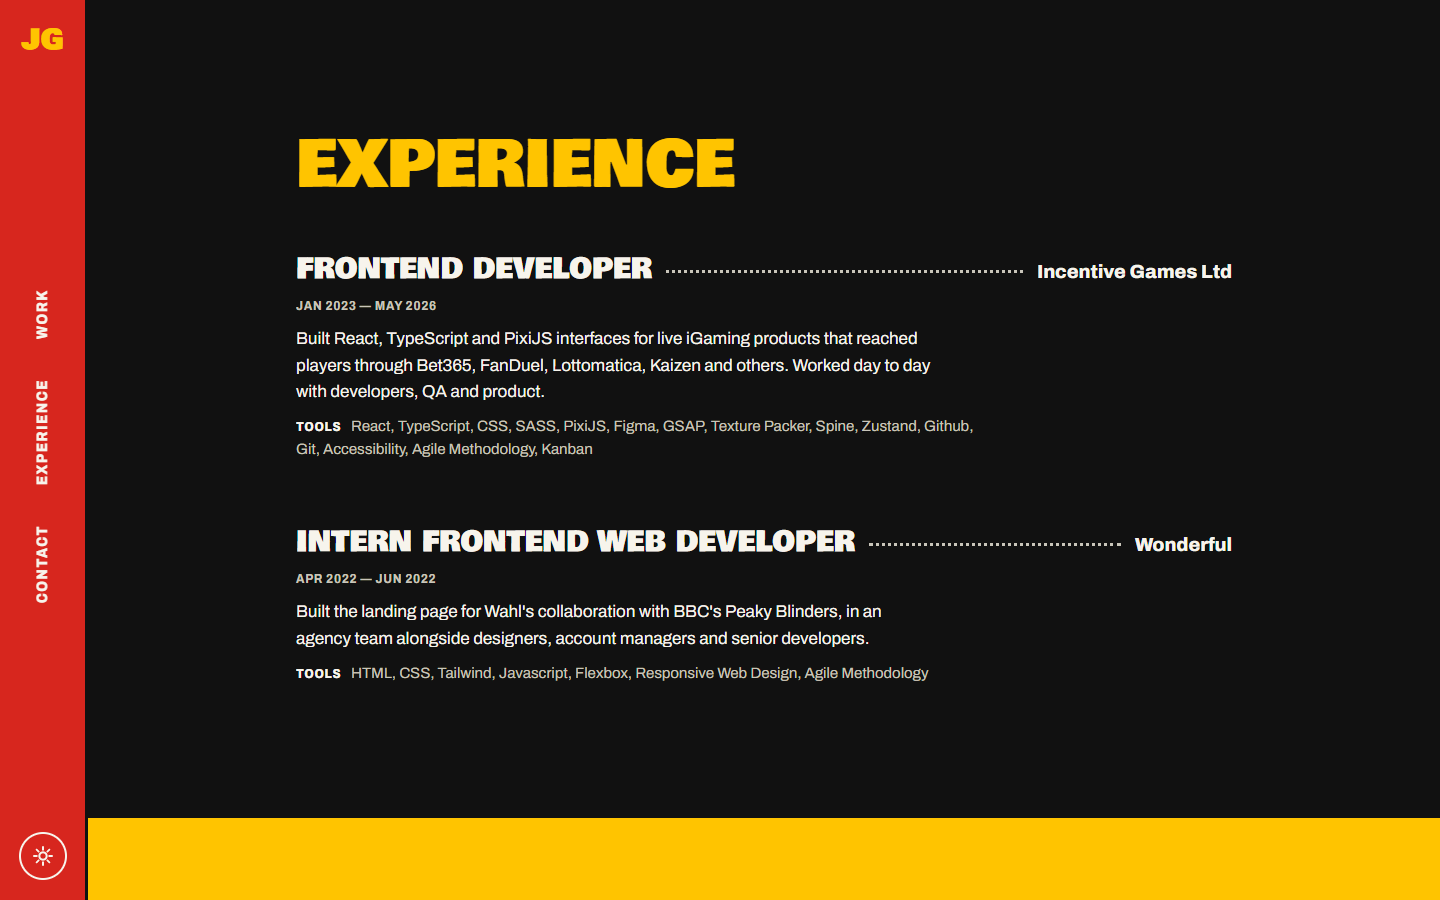 JG
WORK
EXPERIENCE
CONTACT
EXPERIENCE
FRONTEND DEVELOPER Incentive Games Ltd
JAN 2023 — MAY 2026
Built React, TypeScript and PixiJS interfaces for live iGaming products that reached
players through Bet365, FanDuel, Lottomatica, Kaizen and others. Worked day to day
with developers, QA and product.
TOOLS React, TypeScript, CSS, SASS, PixiJS, Figma, GSAP, Texture Packer, Spine, Zustand, Github,
Git, Accessibility, Agile Methodology, Kanban
INTERN FRONTEND WEB DEVELOPER Wonderful
APR 2022 — JUN 2022
Built the landing page for Wahl's collaboration with BBC's Peaky Blinders, in an
agency team alongside designers, account managers and senior developers.
TOOLS HTML, CSS, Tailwind, Javascript, Flexbox, Responsive Web Design, Agile Methodology